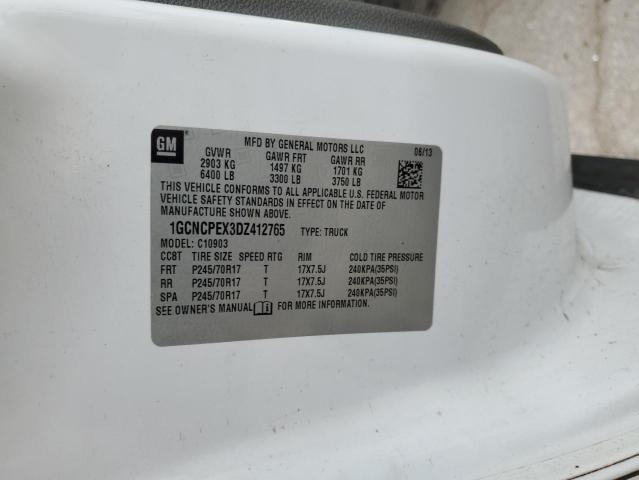 GM
MFD BY GENERAL MOTORS LLC
06/13
GVWR GAWR FRT GAWR RR
2903 KG 1497 KG 1701 KG
6400 LB 3300 LB 3750 LB
THIS VEHICLE CONFORMS TO ALL APPLICABLE U.S. FEDERAL MOTOR
VEHICLE SAFETY STANDARDS IN EFFECT ON THE DATE OF
MANUFACTURE SHOWN ABOVE.
1GCNCPEX3DZ412765 TYPE: TRUCK
MODEL: C10903
CC8T TIRE SIZE SPEED RTG RIM COLD TIRE PRESSURE
FRT P245/70R17 T 17X7.5J 240KPA(35PSI)
RR P245/70R17 T 17X7.5J 240KPA(35PSI)
SPA P245/70R17 T 17X7.5J 240KPA(35PSI)
SEE OWNER'S MANUAL FOR MORE INFORMATION.